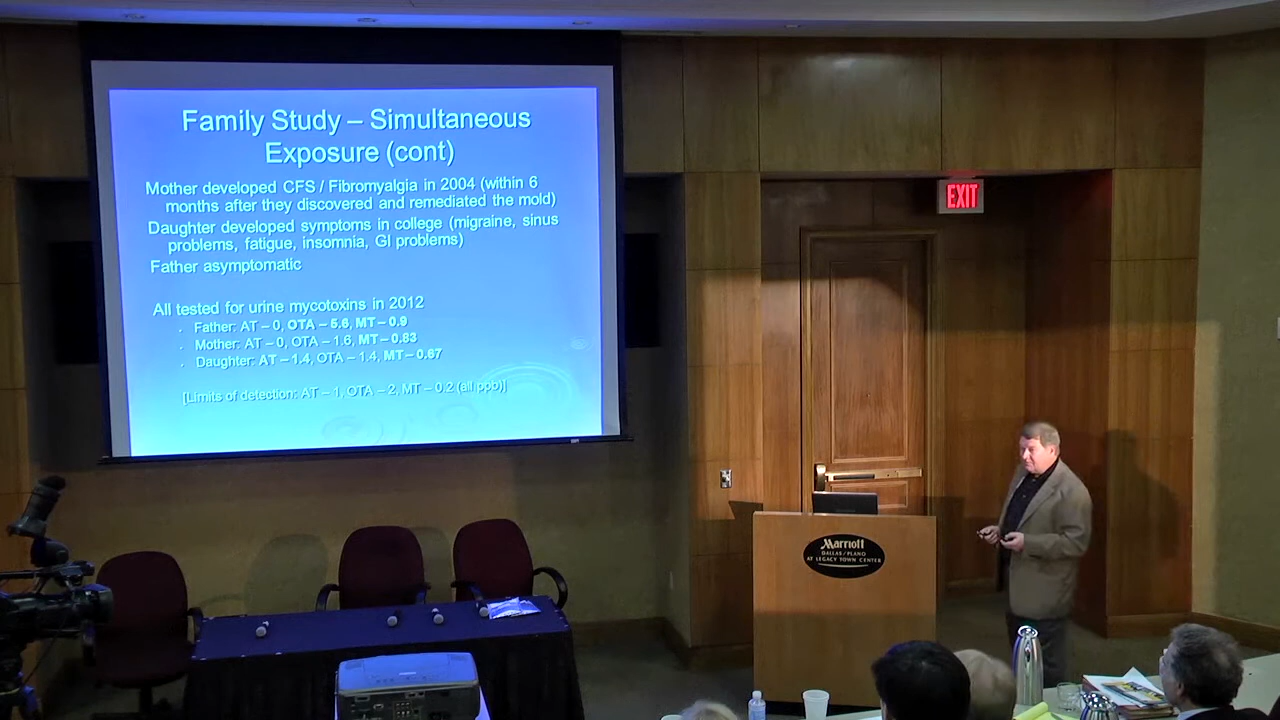 Family Study – Simultaneous
Exposure (cont)
Mother developed CFS / Fibromyalgia in 2004 (within 6
months after they discovered and remediated the mold)
Daughter developed symptoms in college (migraine, sinus
problems, fatigue, insomnia, GI problems)
Father asymptomatic
All tested for urine mycotoxins in 2012
Father: AT – 0, OTA – 5.6, MT – 0.9
Mother: AT – 0, OTA – 1.6, MT – 0.83
Daughter: AT – 1.4, OTA – 1.4, MT – 0.67
[Limits of detection: AT – 1, OTA – 2, MT – 0.2 (all ppb)]
EXIT
Marriott
DALLAS/PLANO
AT LEGACY TOWN CENTER